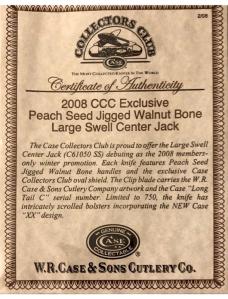 2/08
COLLECTORS CLUB
Case
THE MOST COLLECTED KNIFE IN THE WORLD
Certificate of Authenticity
2008 CCC Exclusive
Peach Seed Jigged Walnut Bone
Large Swell Center Jack
The Case Collectors Club is proud to offer the Large Swell
Center Jack (C61050 SS) debuting as the 2008 members-
only winter promotion. Each knife features Peach Seed
Jigged Walnut Bone handles and the exclusive Case
Collectors Club oval shield. The Clip blade carries the W.R.
Case & Sons Cutlery Company artwork and the Case "Long
Tail C" serial number. Limited to 750, the knife has
intricately scrolled bolsters incorporating the NEW Case
"XX" design.
GENUINE
CASE
COLLECTABLE
W.R.CASE & SONS CUTLERY CO.